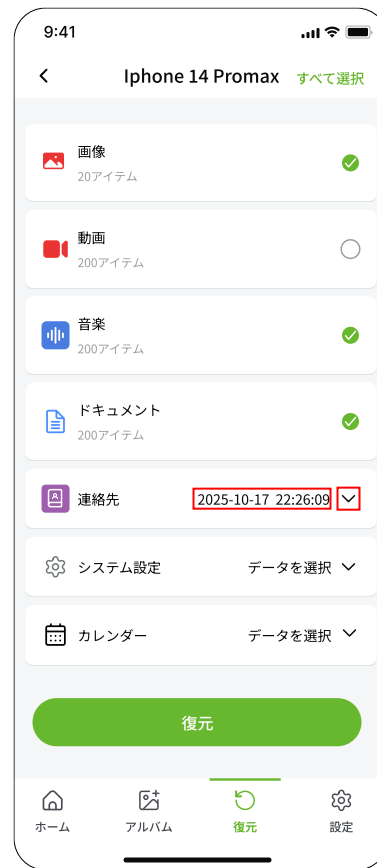 9:41
Iphone 14 Promax すべて選択
画像
20アイテム
動画
200アイテム
音楽
200アイテム
ドキュメント
200アイテム
連絡先 2025-10-17 22:26:09
システム設定 データを選択
カレンダー データを選択
復元
ホーム アルバム 復元 設定